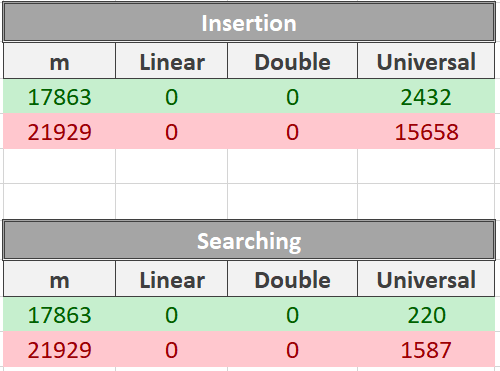 Insertion
m Linear Double Universal
17863 0 0 2432
21929 0 0 15658
Searching
m Linear Double Universal
17863 0 0 220
21929 0 0 1587